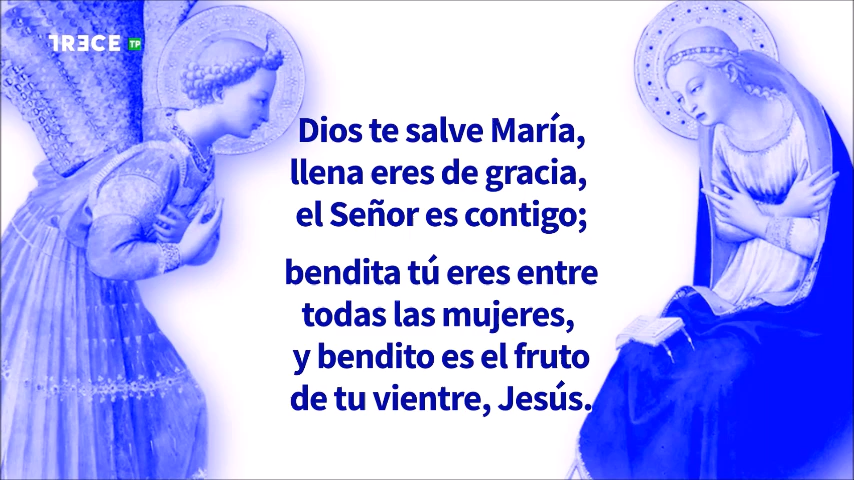 TRECE TP
Dios te salve María,
llena eres de gracia,
el Señor es contigo;
bendita tú eres entre
todas las mujeres,
y bendito es el fruto
de tu vientre, Jesús.